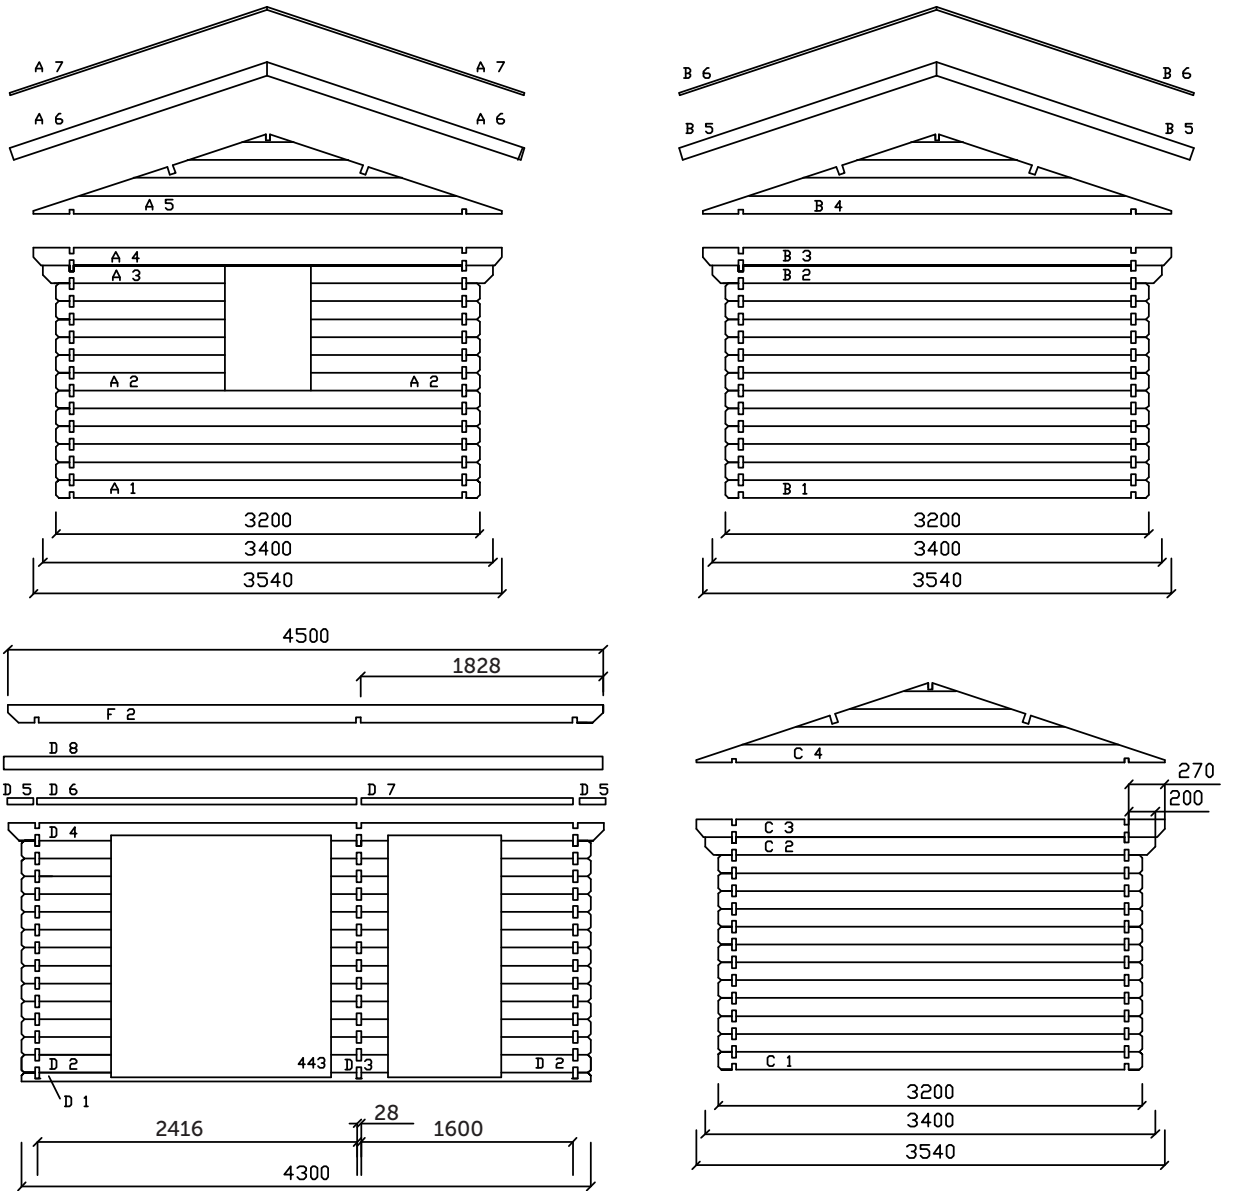 A 7 A 7
A 6 A 6
A 5
A 4
A 3
A 2 A 2
A 1
3200
3400
3540
B 6 B 6
B 5 B 5
B 4
B 3
B 2
B 1
3200
3400
3540
4500
1828
F 2
D 8
D 5 D 6 D 7 D 5
D 4
D 2 443 D 3 D 2
D 1
28
2416 1600
4300
C 4
270
200
C 3
C 2
C 1
3200
3400
3540